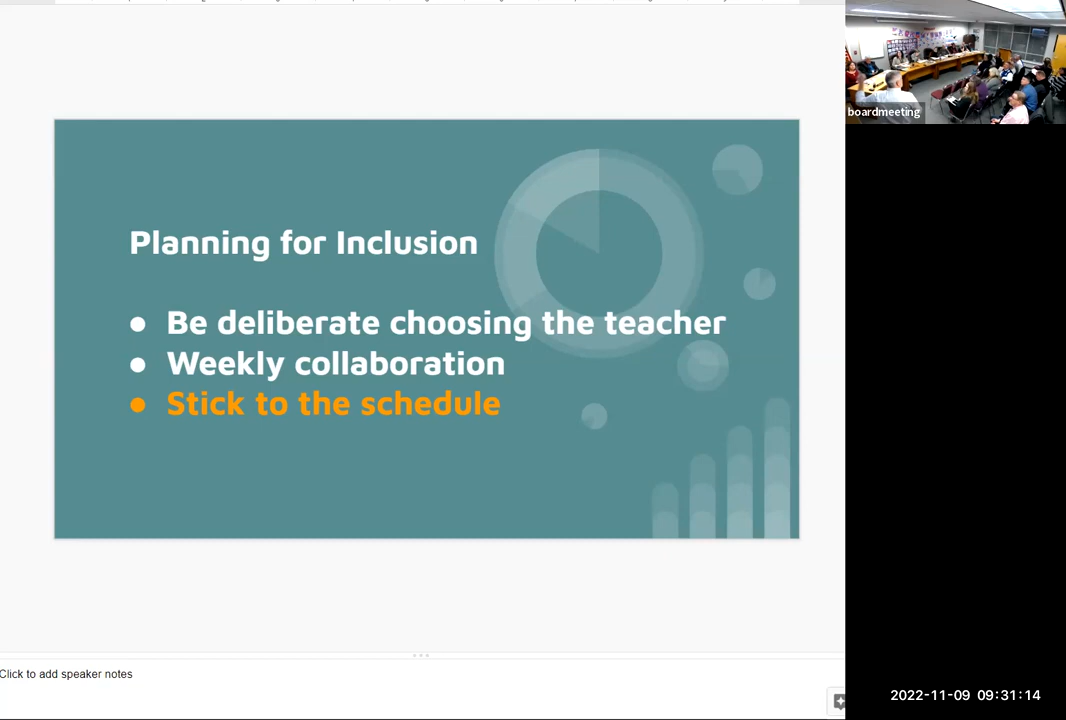 boardmeeting
Planning for Inclusion
● Be deliberate choosing the teacher
● Weekly collaboration
● Stick to the schedule
Click to add speaker notes
2022-11-09 09:31:14